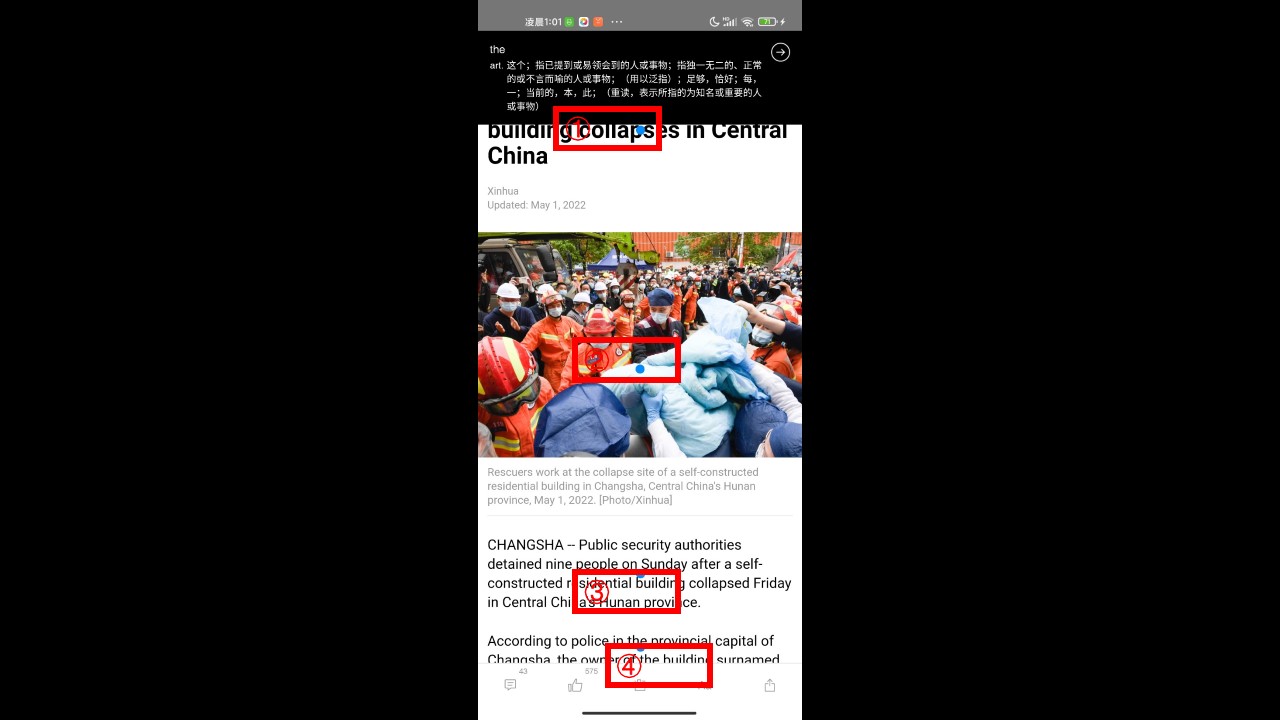 凌晨1:01
71
the
art. 这个；指已提到或易领会到的人或事物；指独一无二的、正常
的或不言而喻的人或事物；（用以泛指）；足够，恰好；每，
一；当前的，本，此；（重读，表示所指的为知名或重要的人
或事物）
①
building collapses in Central
China
Xinhua
Updated: May 1, 2022
②
Rescuers work at the collapse site of a self-constructed
residential building in Changsha, Central China's Hunan
province, May 1, 2022. [Photo/Xinhua]
CHANGSHA -- Public security authorities
detained nine people on Sunday after a self-
constructed residential building collapsed Friday
③
in Central China's Hunan province.
According to police in the provincial capital of
Changsha, the owner of the building surnamed
④
43
575